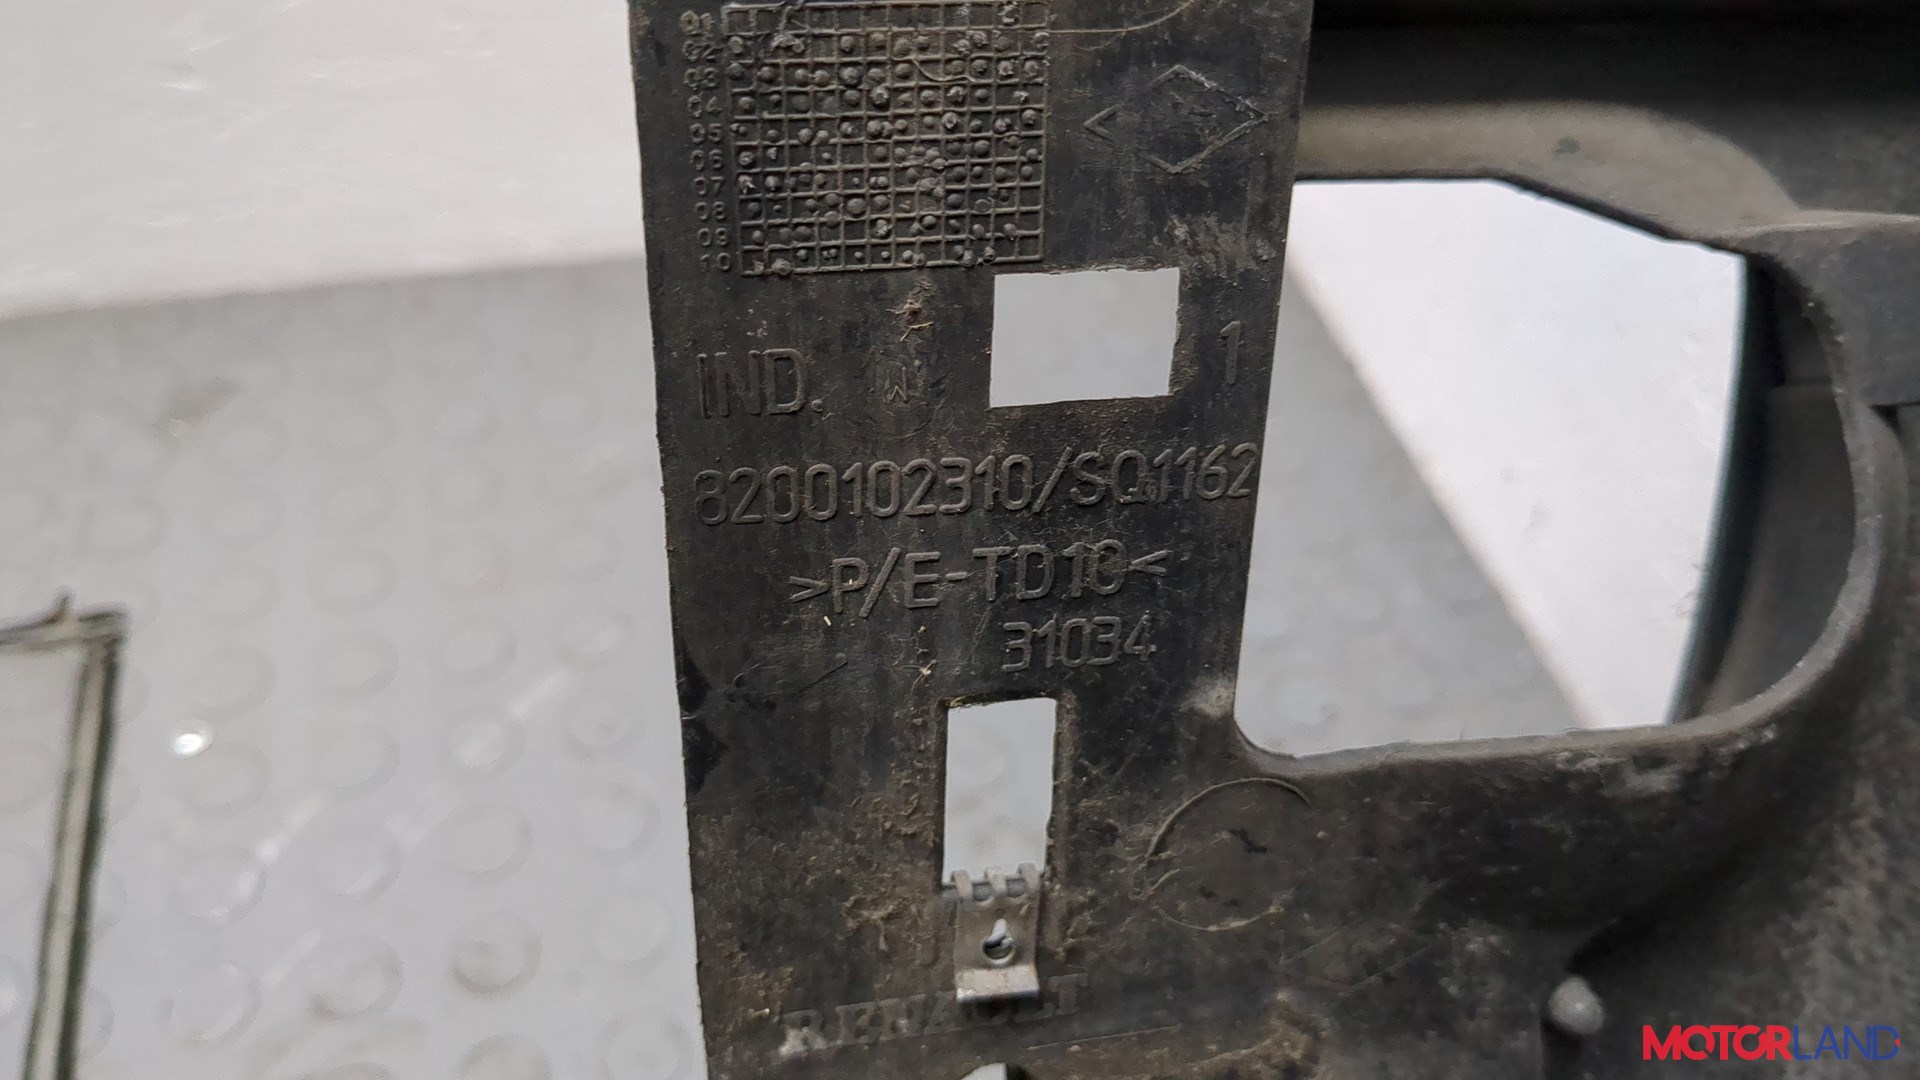 01
02
03
04
05
06
07
08
09
10
IND. 1
8200102310/SQ1162
>P/E-TD10<
31034
RENAULT
MOTORLAND